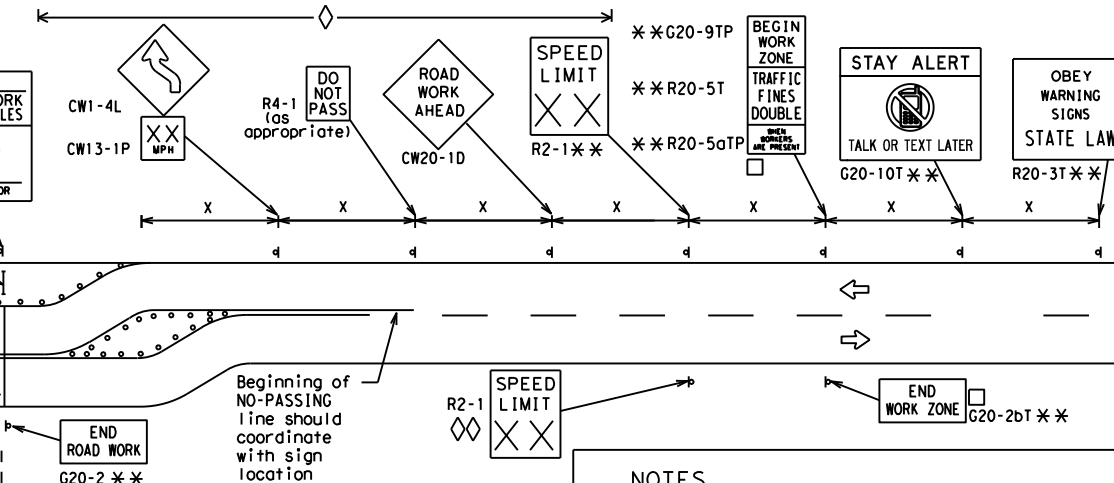 ORK
LES
OR
CW1-4L
XX
MPH
CW13-1P
DO
NOT
PASS
R4-1
(as
appropriate)
ROAD
WORK
AHEAD
CW20-1D
SPEED
LIMIT
X X
R2-1**
**G20-9TP
**R20-5T
**R20-5aTP
BEGIN
WORK
ZONE
TRAFFIC
FINES
DOUBLE
WHEN
WORKERS
ARE PRESENT
STAY ALERT
TALK OR TEXT LATER
G20-10T **
OBEY
WARNING
SIGNS
STATE LAW
R20-3T**
X X X X X X X
Beginning of
NO-PASSING
line should
coordinate
with sign
location
R2-1
SPEED
LIMIT
X X
END
WORK ZONE
G20-2bT **
END
ROAD WORK
G20-2 **
NOTES